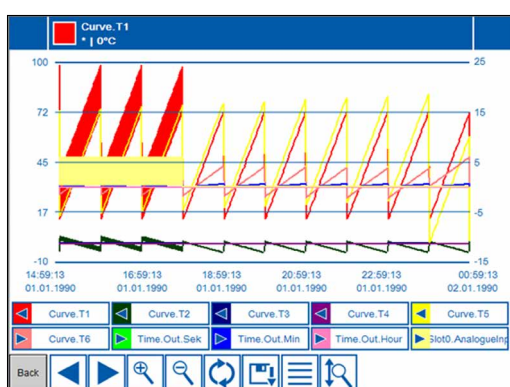 Curve.T1
* | 0°C
100
25
72
15
45
5
17
-5
-10
-15
14:59:13
16:59:13
18:59:13
20:59:13
22:59:13
00:59:13
01.01.1990
01.01.1990
01.01.1990
01.01.1990
01.01.1990
02.01.1990
Curve.T1
Curve.T2
Curve.T3
Curve.T4
Curve.T5
Curve.T6
Time.Out.Sek
Time.Out.Min
Time.Out.Hour
Slot0.AnalogueInp
Back